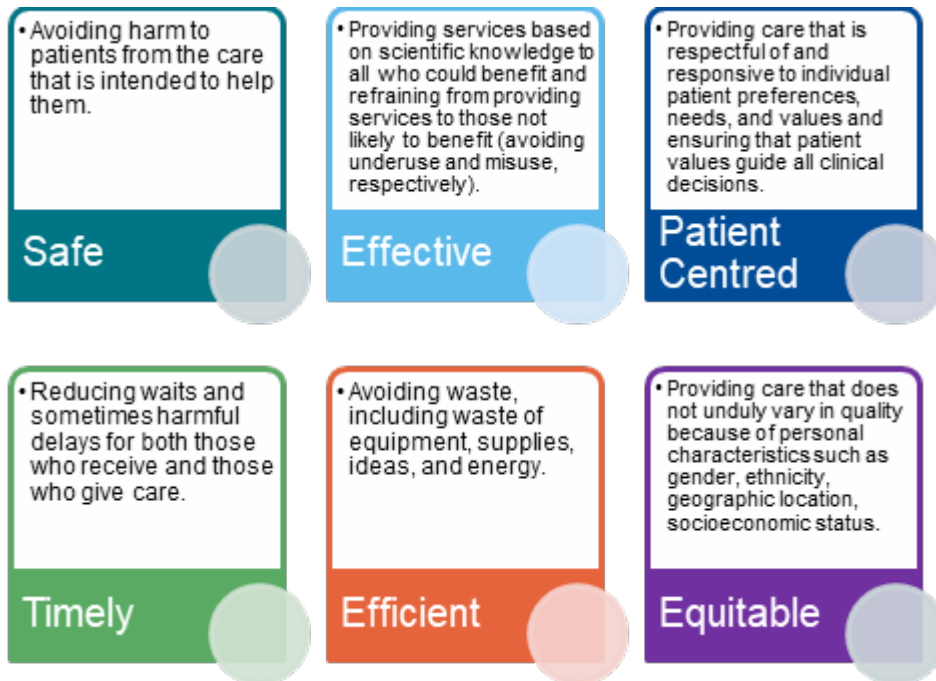 • Avoiding harm to
patients from the care
that is intended to help
them.
Safe
• Providing services based
on scientific knowledge to
all who could benefit and
refraining from providing
services to those not
likely to benefit (avoiding
underuse and misuse,
respectively).
Effective
• Providing care that is
respectful of and
responsive to individual
patient preferences,
needs, and values and
ensuring that patient
values guide all clinical
decisions.
Patient
Centred
• Reducing waits and
sometimes harmful
delays for both those
who receive and those
who give care.
Timely
• Avoiding waste,
including waste of
equipment, supplies,
ideas, and energy.
Efficient
• Providing care that does
not unduly vary in quality
because of personal
characteristics such as
gender, ethnicity,
geographic location,
socioeconomic status.
Equitable